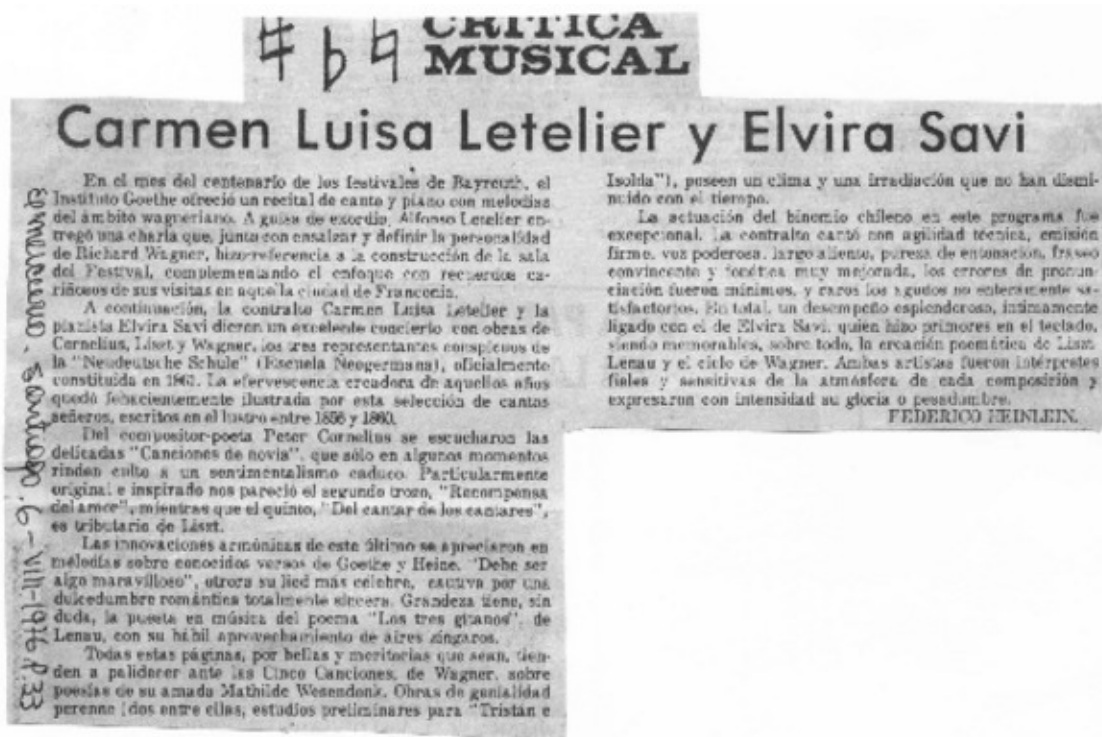 CRITICA
MUSICAL
Carmen Luisa Letelier y Elvira Savi
En el mes del centenario de los festivales de Bayreuth, el
Instituto Goethe ofreció un recital de canto y piano con melodías
del ámbito wagneriano. A guisa de exordio, Alfonso Letelier en-
tregó una charla que, junto con ensalzar y definir la personalidad
de Richard Wagner, hizo referencia a la construcción de la sala
del Festival, complementando el enfoque con recuerdos ca-
riñosos de sus visitas en aquella ciudad de Franconia.
A continuación, la contralto Carmen Luisa Letelier y la
pianista Elvira Savi dieron un excelente concierto con obras de
Cornelius, Liszt y Wagner, los tres representantes conspicuos de
la "Neudeutsche Schule" (Escuela Neogermana), oficialmente
constituida en 1861. La efervescencia creadora de aquellos años
quedó fehacientemente ilustrada por esta selección de cantos
señeros, escritos en el lustro entre 1856 y 1860.
Del compositor-poeta Peter Cornelius se escucharon las
delicadas "Canciones de novia", que sólo en algunos momentos
rinden culto a un sentimentalismo caduco. Particularmente
original e inspirado nos pareció el segundo trozo, "Recompensa
del amor", mientras que el quinto, "Del cantar de los cantares",
es tributario de Liszt.
Las innovaciones armónicas de este último se apreciaron en
melodías sobre conocidos versos de Goethe y Heine. "Debe ser
algo maravilloso", otrora su lied más célebre, cautiva por una
dulcedumbre romántica totalmente sincera. Grandeza tiene, sin
duda, la puesta en música del poema "Los tres gitanos", de
Lenau, con su hábil aprovechamiento de aires zíngaros.
Todas estas páginas, por bellas y meritorias que sean, tien-
den a palidecer ante las Cinco Canciones, de Wagner, sobre
poesías de su amada Mathilde Wesendonk. Obras de genialidad
perenne (dos entre ellas, estudios preliminares para "Tristán e
Isolda"), poseen un clima y una irradiación que no han dismi-
nuido con el tiempo.
La actuación del binomio chileno en este programa fue
excepcional. La contralto cantó con agilidad técnica, emisión
firme, voz poderosa, largo aliento, pureza de entonación, fraseo
convincente y fonética muy mejorada, los errores de pronun-
ciación fueron mínimos, y raros los agudos no enteramente sa-
tisfactorios. En total, un desempeño esplendoroso, íntimamente
ligado con el de Elvira Savi, quien hizo primores en el teclado,
siendo memorables, sobre todo, la creación poemática de Liszt-
Lenau y el ciclo de Wagner. Ambas artistas fueron intérpretes
fieles y sensitivas de la atmósfera de cada composición y
expresaron con intensidad su gloria o pesadumbre.
FEDERICO HEINLEIN.
El Mercurio. Santiago, 6-VIII-1976 P.33